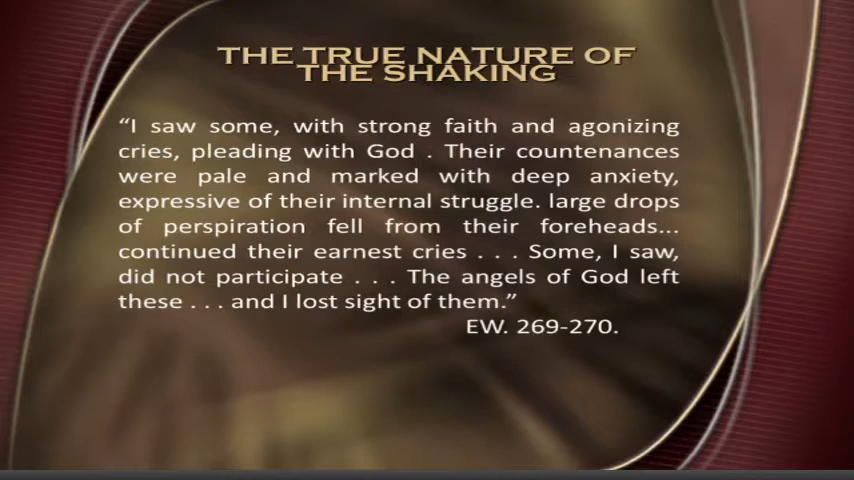 THE TRUE NATURE OF
THE SHAKING
“I saw some, with strong faith and agonizing
cries, pleading with God . Their countenances
were pale and marked with deep anxiety,
expressive of their internal struggle. large drops
of perspiration fell from their foreheads...
continued their earnest cries . . . Some, I saw,
did not participate . . . The angels of God left
these . . . and I lost sight of them.”
EW. 269-270.